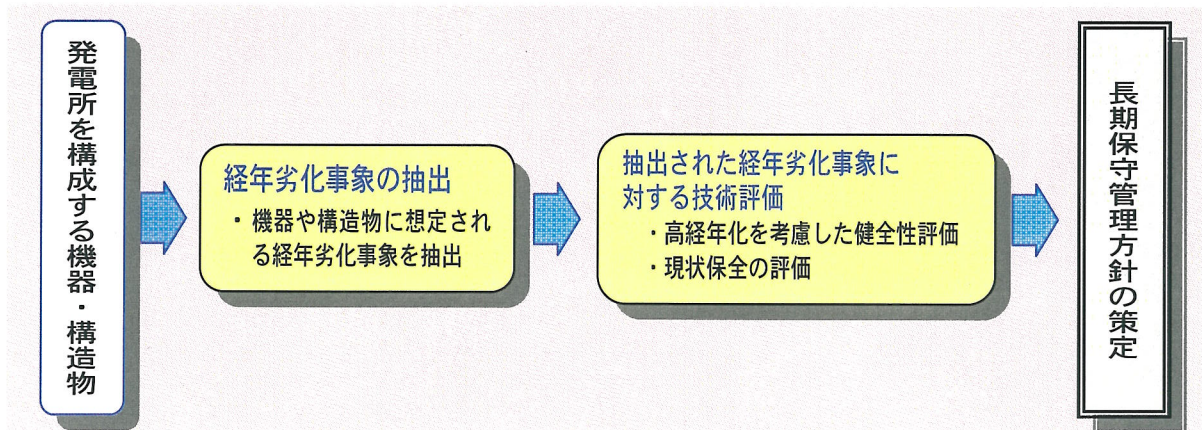 発電所を構成する機器・構造物
経年劣化事象の抽出
・機器や構造物に想定され
る経年劣化事象を抽出
抽出された経年劣化事象に
対する技術評価
・高経年化を考慮した健全性評価
・現状保全の評価
長期保守管理方針の策定